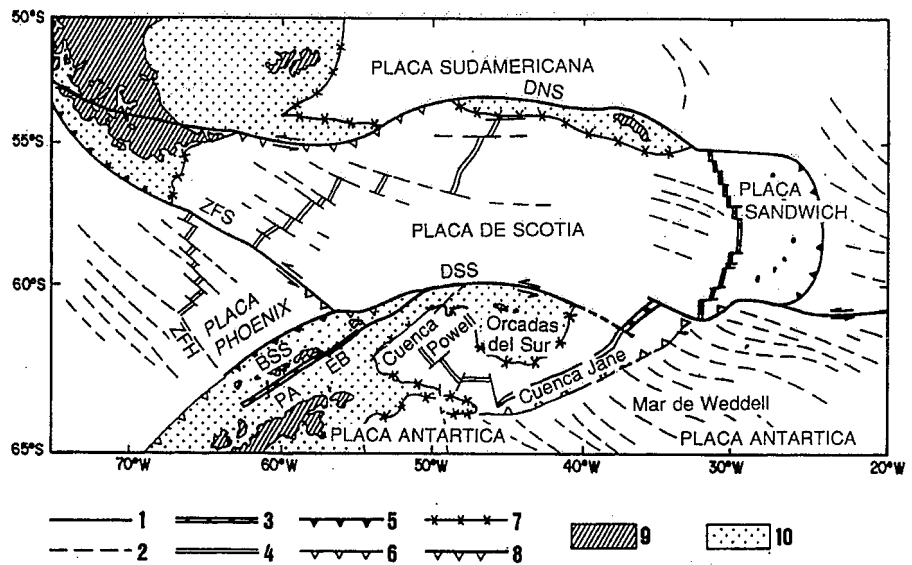 50°S
55°S
60°S
65°S
PLACA SUDAMERICANA
DNS
PLACA
SANDWICH
ZFS
PLACA DE SCOTIA
DSS
PLACA
PHOENIX
ZFH
BSS
EB
PA
Cuenca
Powell
Orcadas
del Sur
Cuenca Jane
Mar de Weddell
PLACA ANTARTICA
PLACA ANTARTICA
70°W
60°W
50°W
40°W
30°W
20°W
1 3 5 7 9 10
2 4 6 8